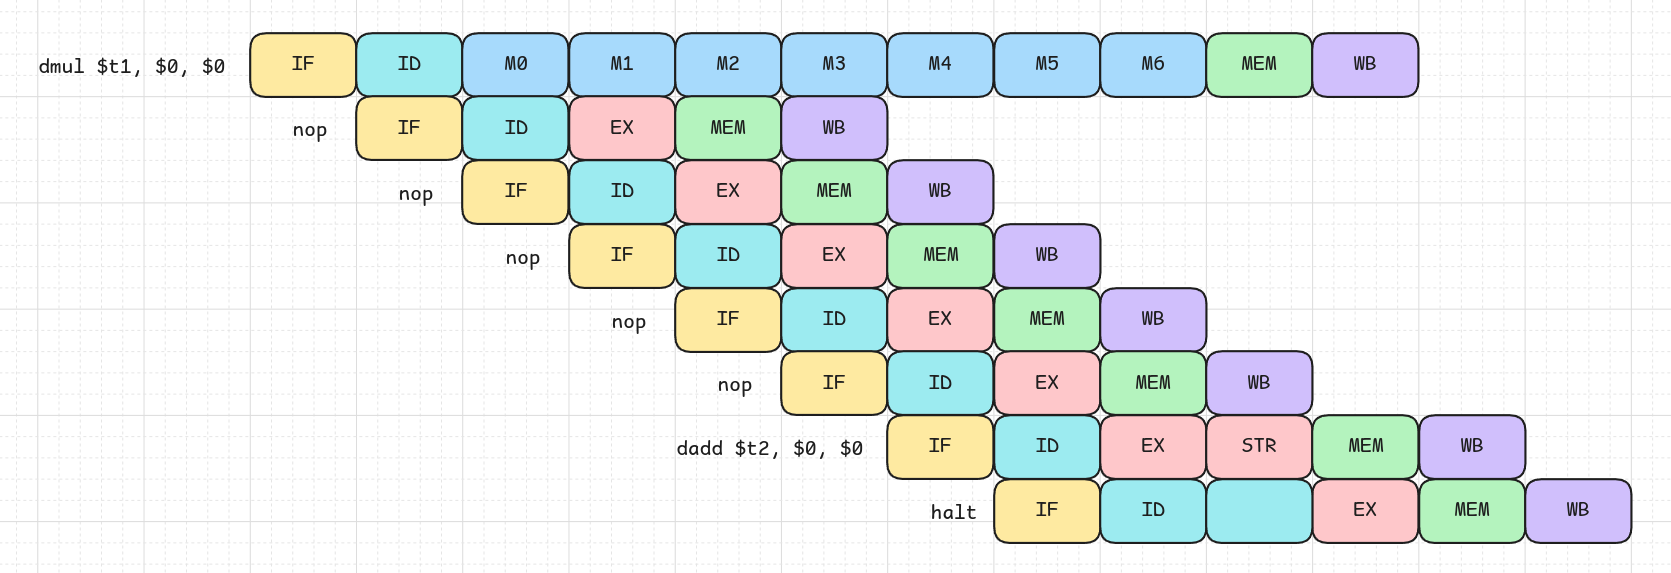 dmul $t1, $0, $0 IF ID M0 M1 M2 M3 M4 M5 M6 MEM WB
nop IF ID EX MEM WB
nop IF ID EX MEM WB
nop IF ID EX MEM WB
nop IF ID EX MEM WB
nop IF ID EX MEM WB
dadd $t2, $0, $0 IF ID EX STR MEM WB
halt IF ID EX MEM WB